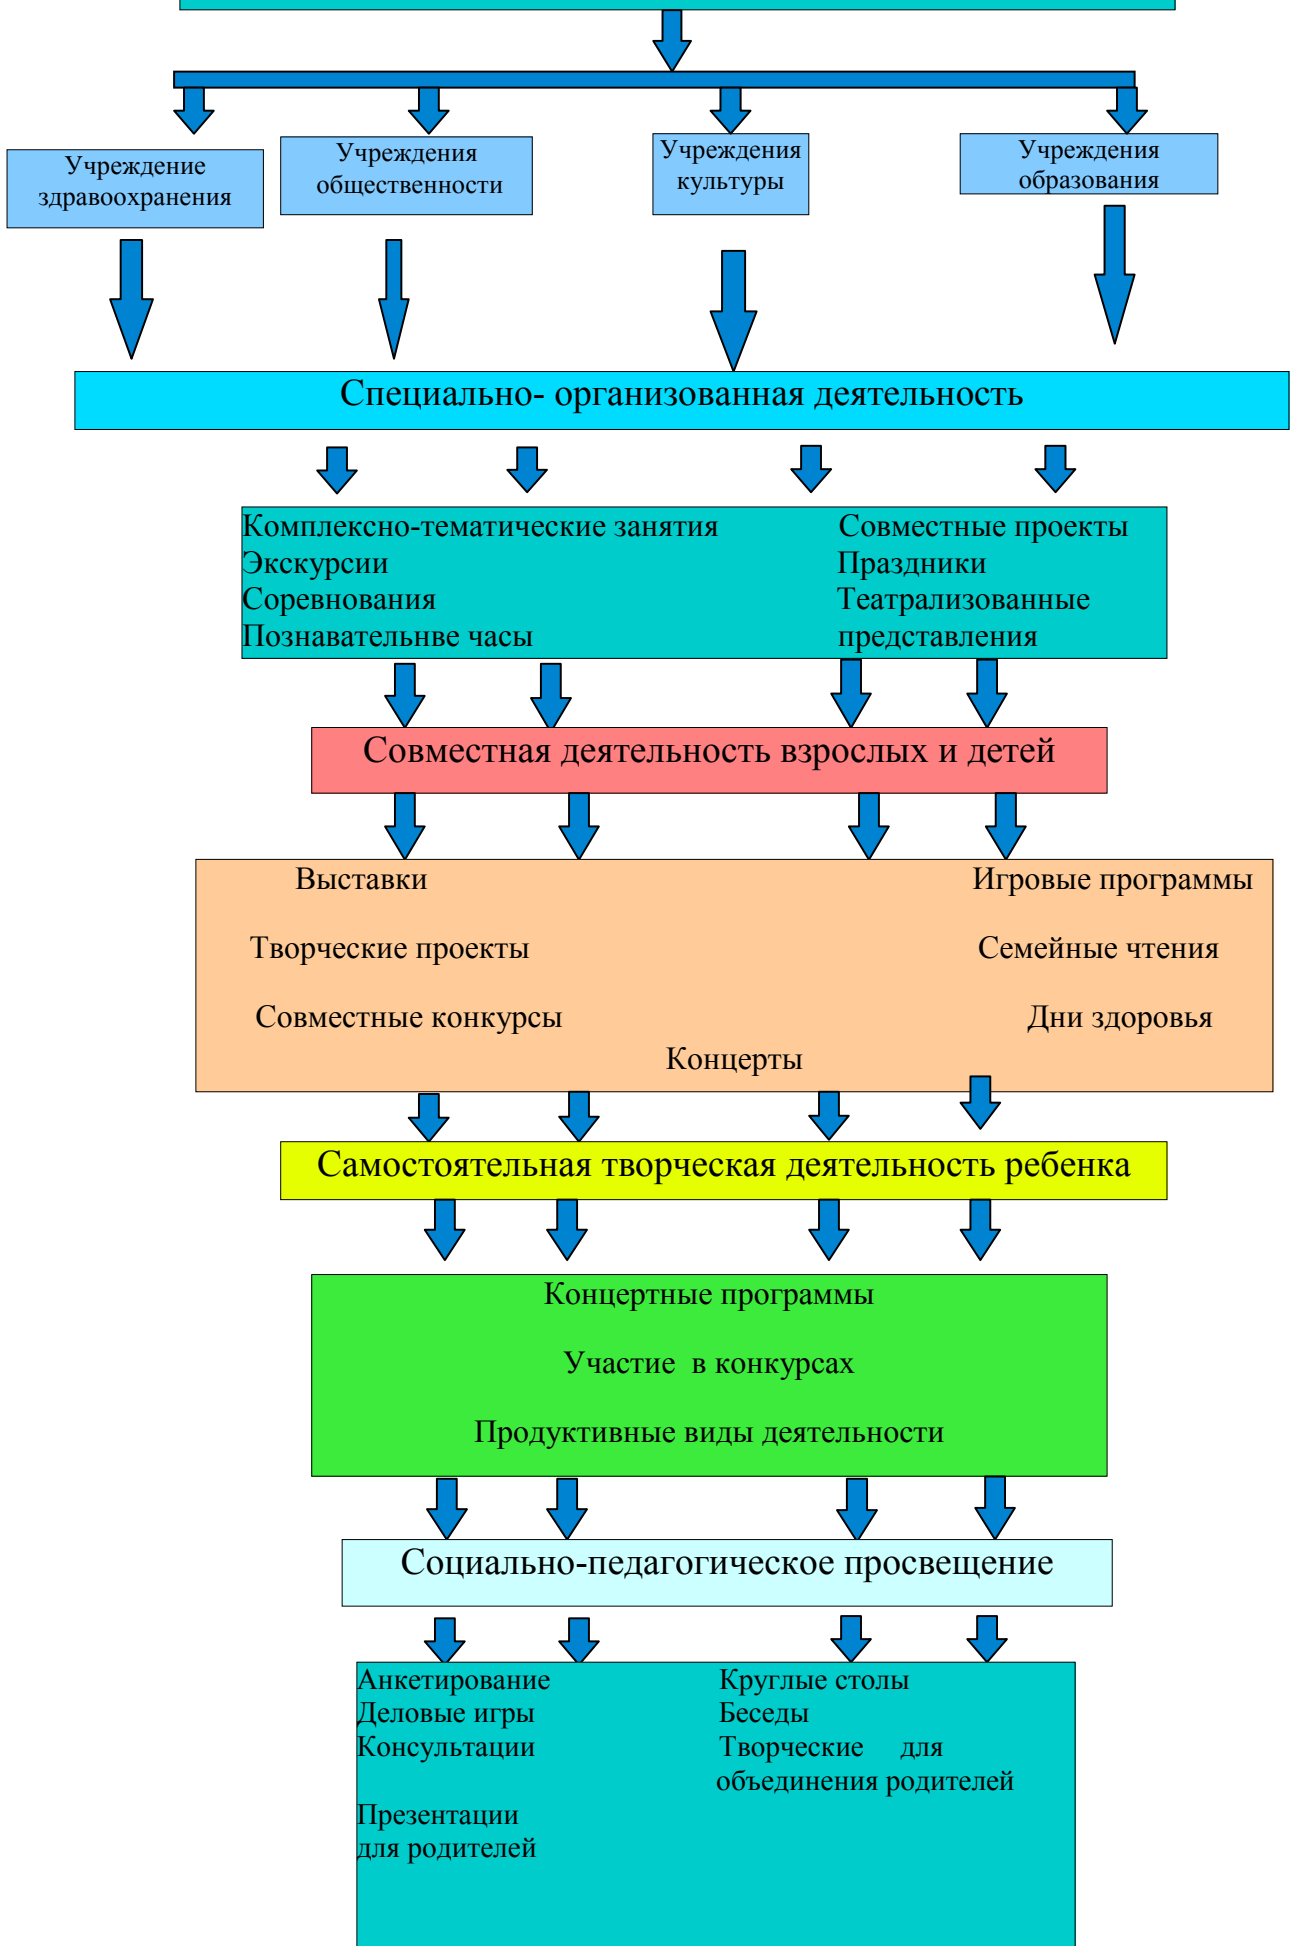 Учреждение
здравоохранения
Учреждения
общественности
Учреждения
культуры
Учреждения
образования
Специально- организованная деятельность
Комплексно-тематические занятия
Экскурсии
Соревнования
Познавательнве часы
Совместные проекты
Праздники
Театрализованные
представления
Совместная деятельность взрослых и детей
Выставки
Игровые программы
Творческие проекты
Семейные чтения
Совместные конкурсы
Дни здоровья
Концерты
Самостоятельная творческая деятельность ребенка
Концертные программы
Участие в конкурсах
Продуктивные виды деятельности
Социально-педагогическое просвещение
Анкетирование
Деловые игры
Консультации
Презентации
для родителей
Круглые столы
Беседы
Творческие для
объединения родителей